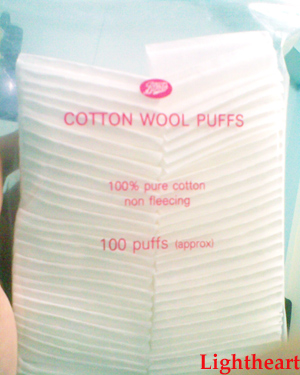 Boots
COTTON WOOL PUFFS
100% pure cotton
non fleecing
100 puffs (approx)
Lightheart